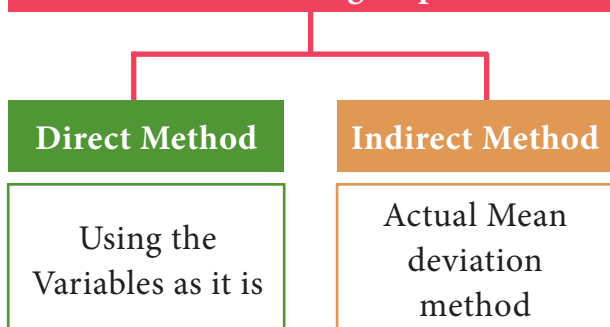 Direct Method
Indirect Method
Using the
Variables as it is
Actual Mean
deviation
method